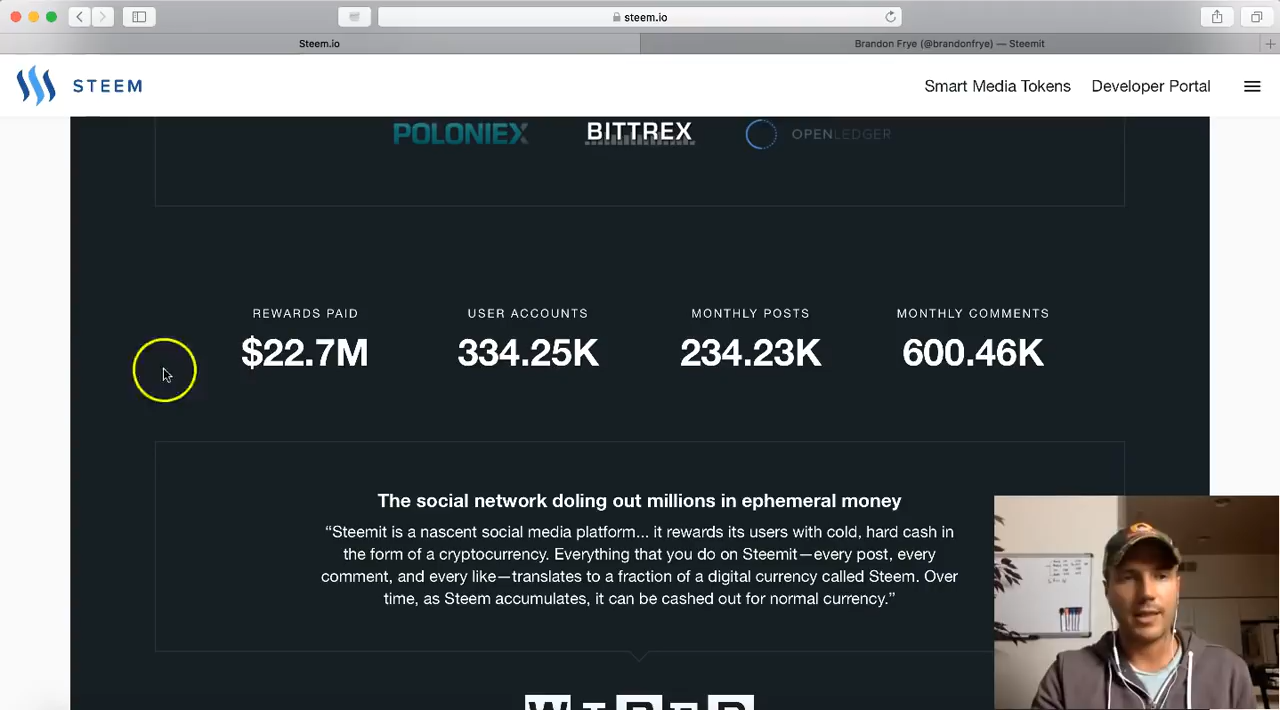 steem.io
Steem.io
Brandon Frye (@brandonfrye) — Steemit
STEEM
Smart Media Tokens
Developer Portal
POLONIEX
BITTREX
OPENLEDGER
REWARDS PAID
USER ACCOUNTS
MONTHLY POSTS
MONTHLY COMMENTS
$22.7M
334.25K
234.23K
600.46K
The social network doling out millions in ephemeral money
“Steemit is a nascent social media platform... it rewards its users with cold, hard cash in
the form of a cryptocurrency. Everything that you do on Steemit—every post, every
comment, and every like—translates to a fraction of a digital currency called Steem. Over
time, as Steem accumulates, it can be cashed out for normal currency.”
WIRED